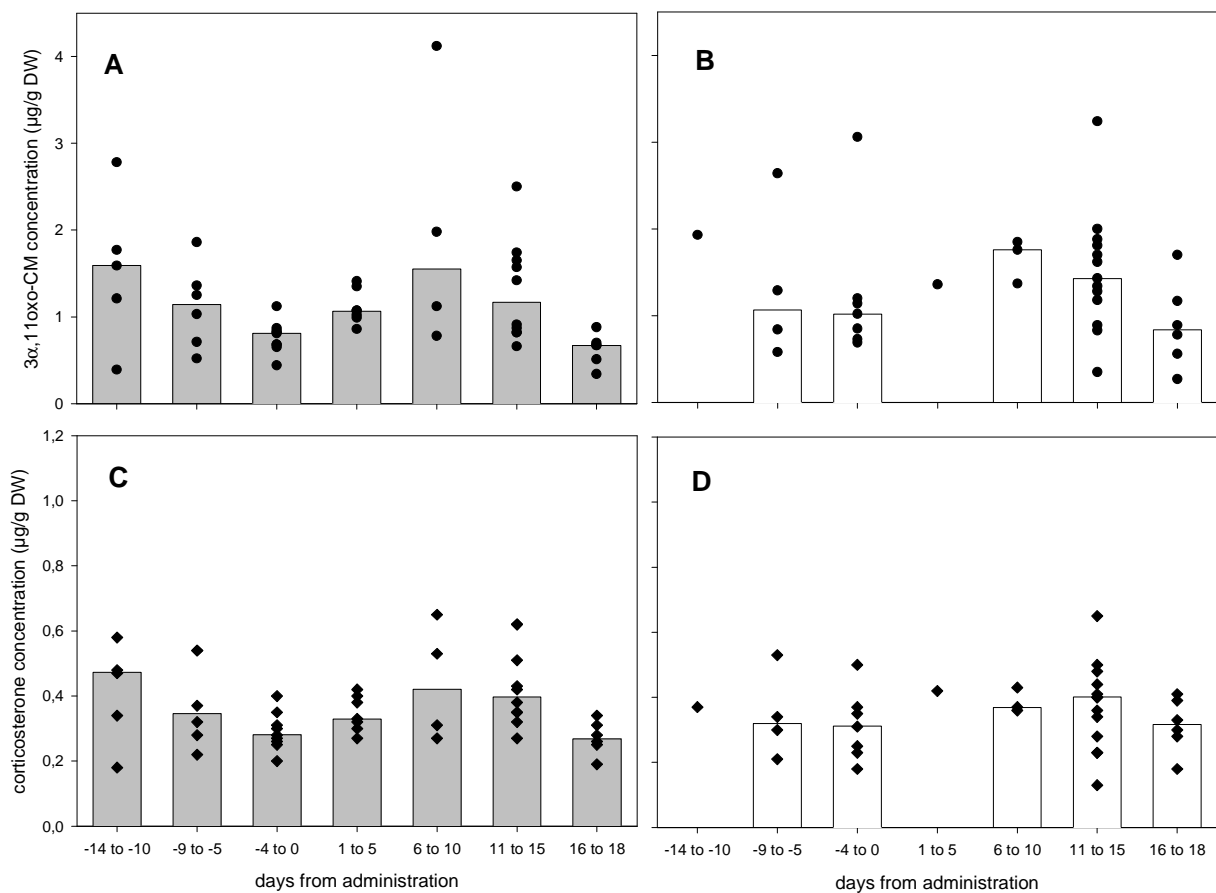 A
B
3α,11oxo-CM concentration (µg/g DW)
4
3
2
1
0
C
D
corticosterone concentration (µg/g DW)
1,2
1,0
0,8
0,6
0,4
0,2
0,0
-14 to -10 -9 to -5 -4 to 0 1 to 5 6 to 10 11 to 15 16 to 18
-14 to -10 -9 to -5 -4 to 0 1 to 5 6 to 10 11 to 15 16 to 18
days from administration
days from administration